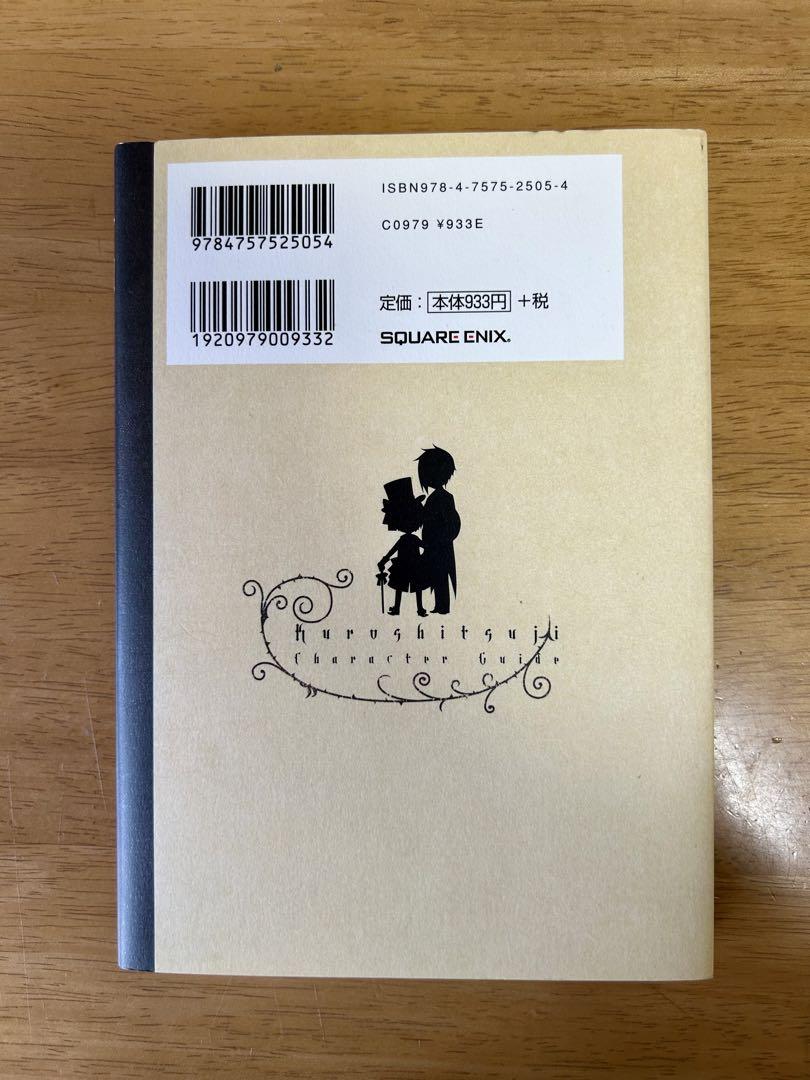 ISBN978-4-7575-2505-4
9784757525054
C0979 ¥933E
1920979009332
定価：本体933円+税
SQUARE ENIX.
Kuroshitsuji
Character Guide